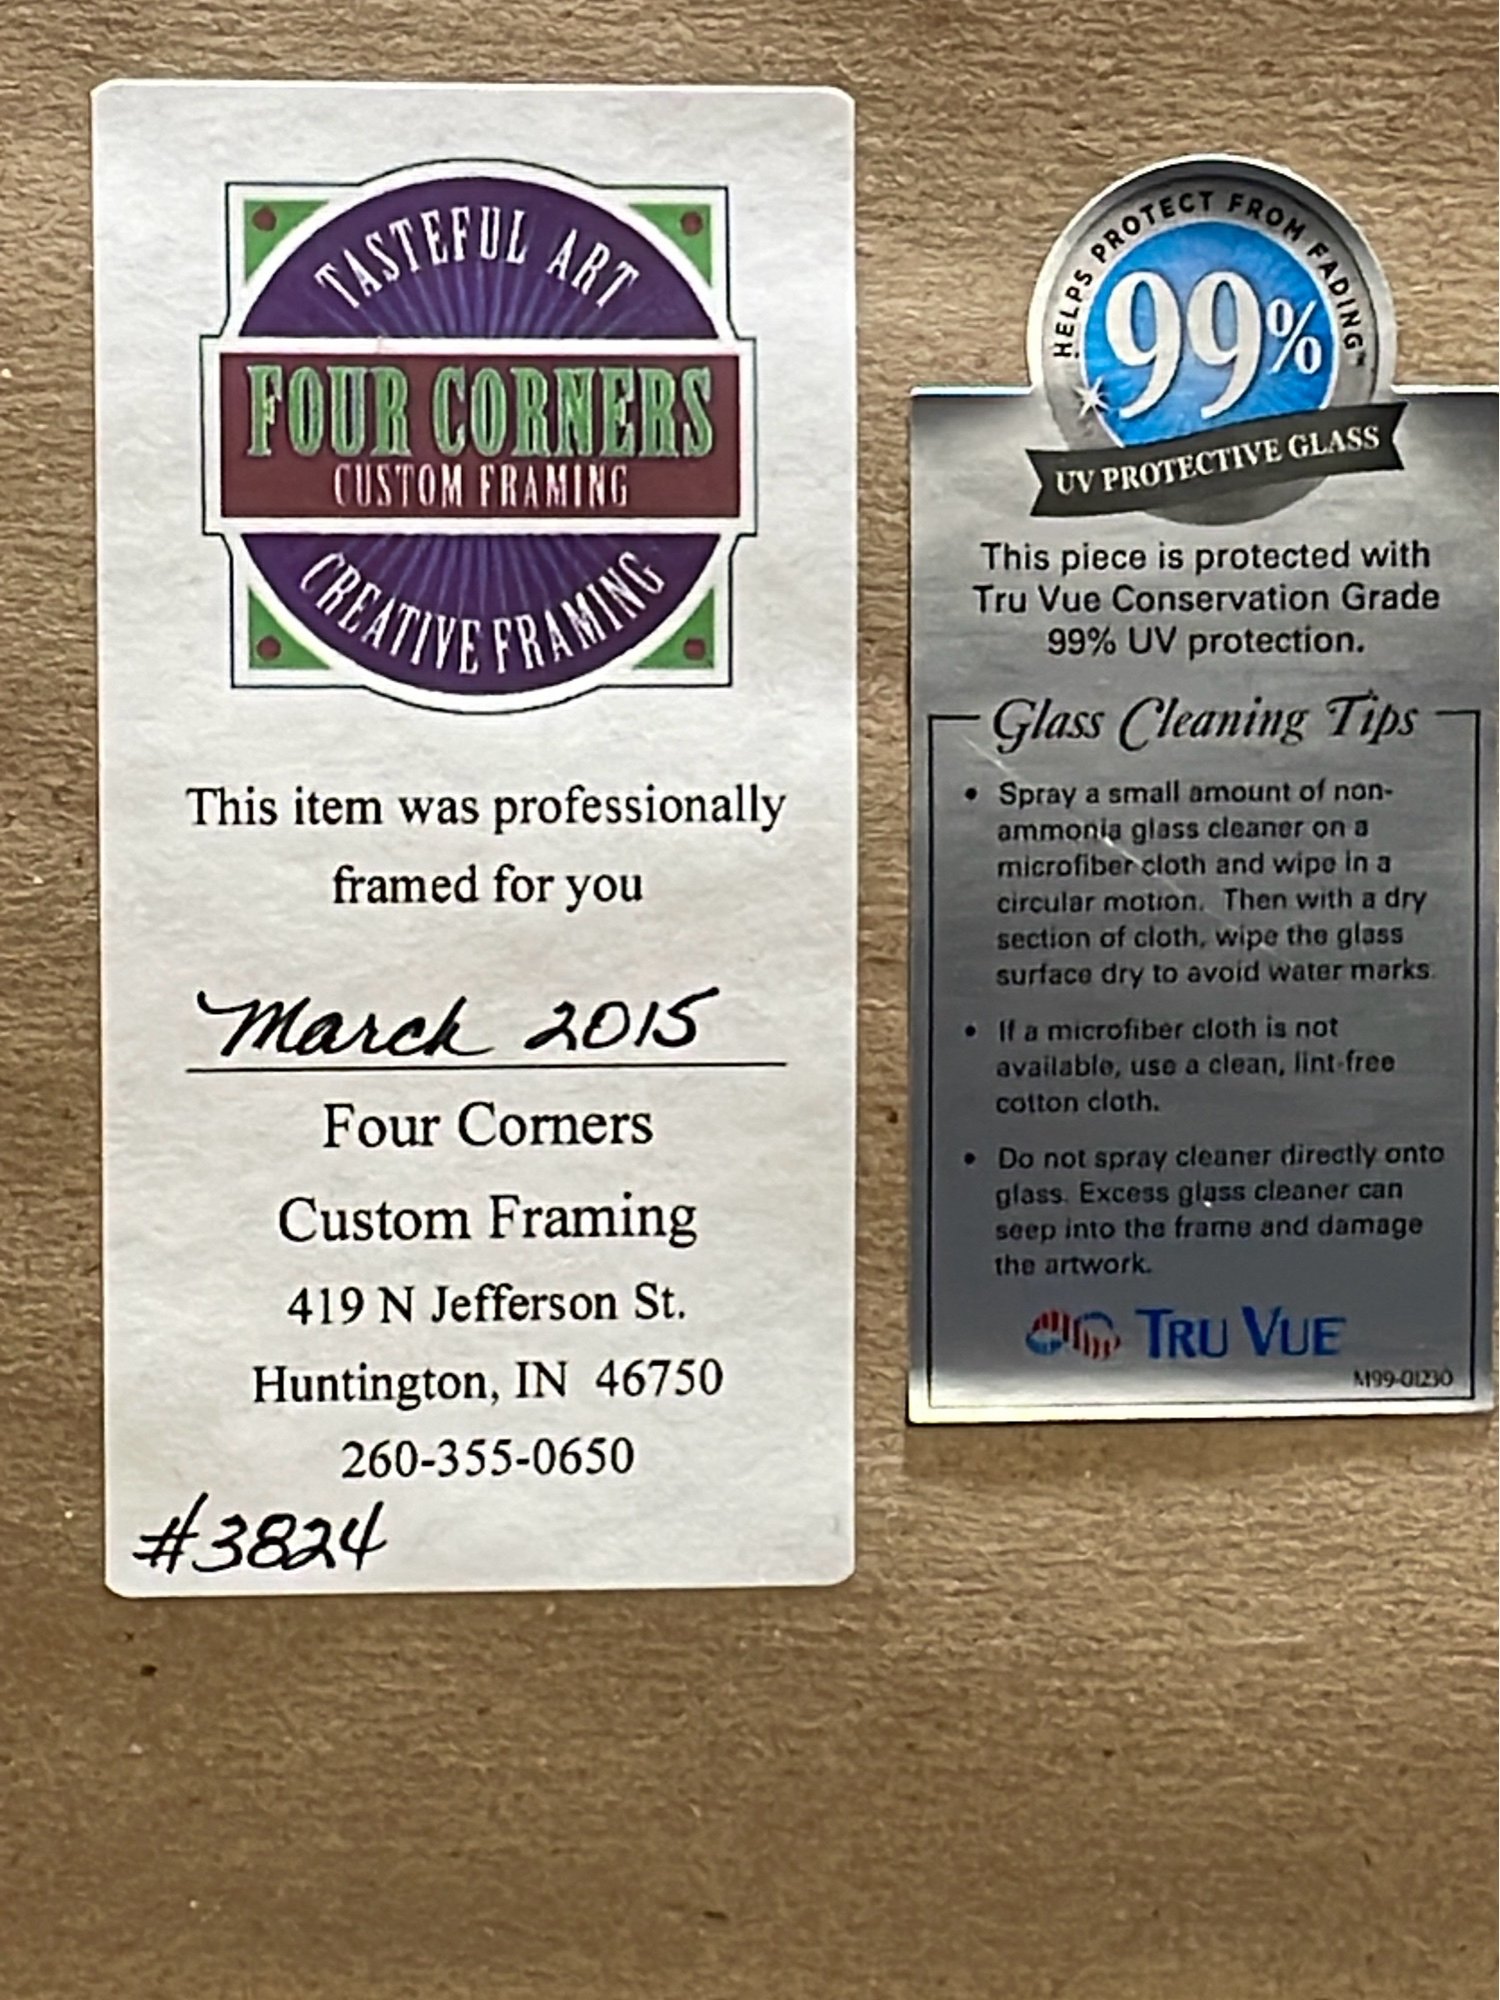 TASTEFUL ART
FOUR CORNERS
CUSTOM FRAMING
CREATIVE FRAMING
This item was professionally
framed for you
March 2015
Four Corners
Custom Framing
419 N Jefferson St.
Huntington, IN 46750
260-355-0650
#3824
HELPS PROTECT FROM FADING™
99%
UV PROTECTIVE GLASS
This piece is protected with
Tru Vue Conservation Grade
99% UV protection.
Glass Cleaning Tips
• Spray a small amount of non-
ammonia glass cleaner on a
microfiber cloth and wipe in a
circular motion. Then with a dry
section of cloth, wipe the glass
surface dry to avoid water marks.
• If a microfiber cloth is not
available, use a clean, lint-free
cotton cloth.
• Do not spray cleaner directly onto
glass. Excess glass cleaner can
seep into the frame and damage
the artwork.
TRU VUE
M99-01230